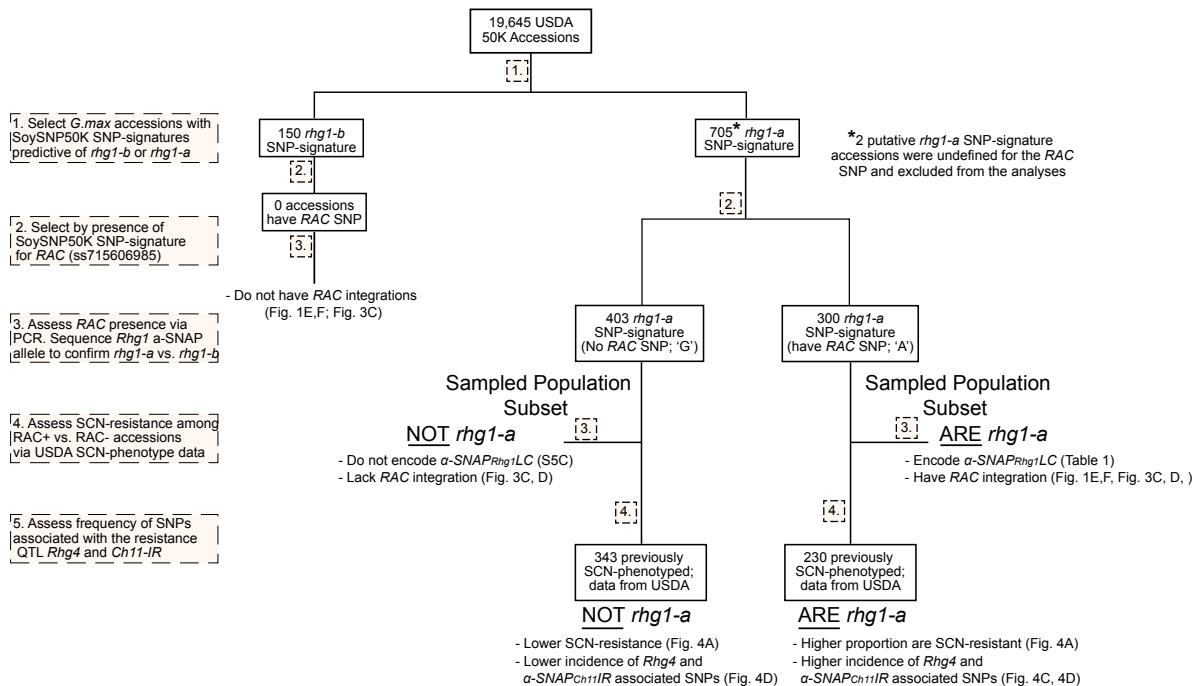 19,645 USDA
50K Accessions
1.
1. Select G.max accessions with
SoySNP50K SNP-signatures
predictive of rhg1-b or rhg1-a
150 rhg1-b
SNP-signature
705* rhg1-a
SNP-signature
*2 putative rhg1-a SNP-signature
accessions were undefined for the RAC
SNP and excluded from the analyses
2.
2.
0 accessions
have RAC SNP
2. Select by presence of
SoySNP50K SNP-signature
for RAC (ss715606985)
3.
- Do not have RAC integrations
(Fig. 1E,F; Fig. 3C)
3. Assess RAC presence via
PCR. Sequence Rhg1 a-SNAP
allele to confirm rhg1-a vs. rhg1-b
403 rhg1-a
SNP-signature
(No RAC SNP; ‘G’)
300 rhg1-a
SNP-signature
(have RAC SNP; ‘A’)
Sampled Population
Subset
NOT rhg1-a
3.
- Do not encode α-SNAPRhg1LC (S5C)
- Lack RAC integration (Fig. 3C, D)
Sampled Population
Subset
3.
ARE rhg1-a
- Encode α-SNAPRhg1LC (Table 1)
- Have RAC integration (Fig. 1E,F, Fig. 3C, D, )
4. Assess SCN-resistance among
RAC+ vs. RAC- accessions
via USDA SCN-phenotype data
4.
4.
5. Assess frequency of SNPs
associated with the resistance
QTL Rhg4 and Ch11-IR
343 previously
SCN-phenotyped;
data from USDA
NOT rhg1-a
- Lower SCN-resistance (Fig. 4A)
- Lower incidence of Rhg4 and
α-SNAPCh11IR associated SNPs (Fig. 4D)
230 previously
SCN-phenotyped;
data from USDA
ARE rhg1-a
- Higher proportion are SCN-resistant (Fig. 4A)
- Higher incidence of Rhg4 and
α-SNAPCh11IR associated SNPs (Fig. 4C, 4D)